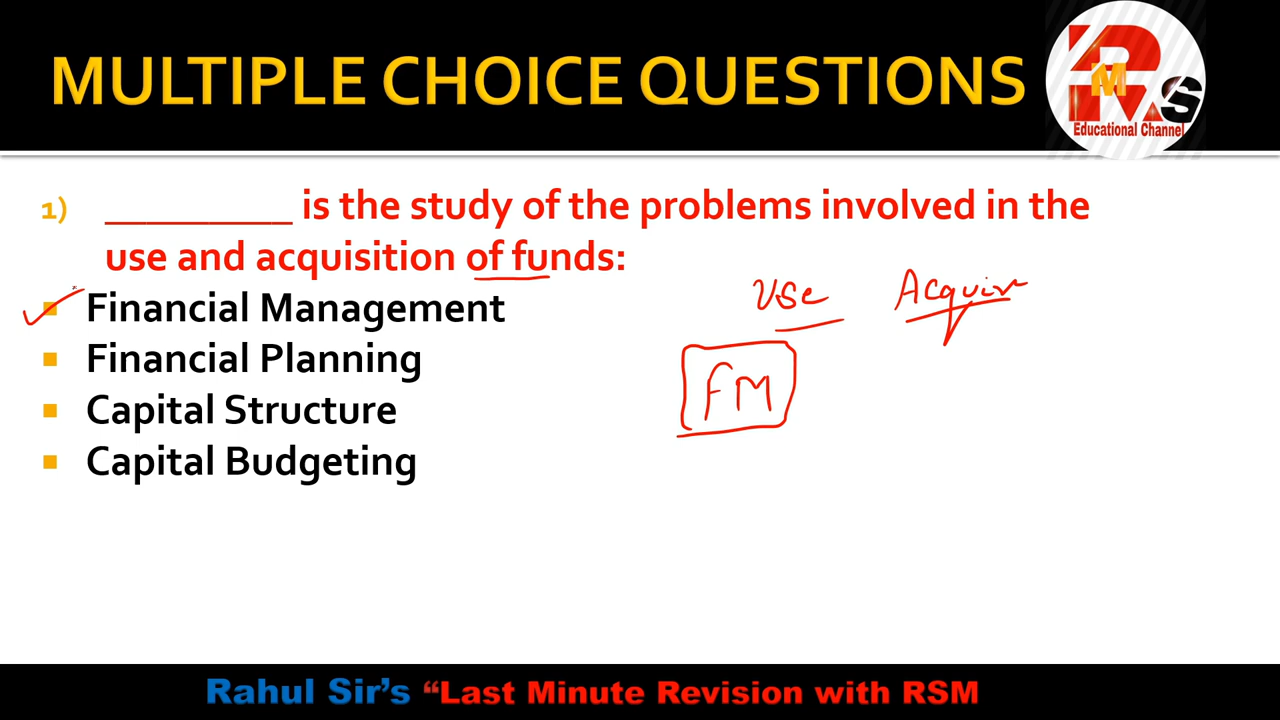 MULTIPLE CHOICE QUESTIONS
RMS
Educational Channel
1) _________ is the study of the problems involved in the
use and acquisition of funds:
Use Acquire
Financial Management
Financial Planning
FM
Capital Structure
Capital Budgeting
Rahul Sir's “Last Minute Revision with RSM